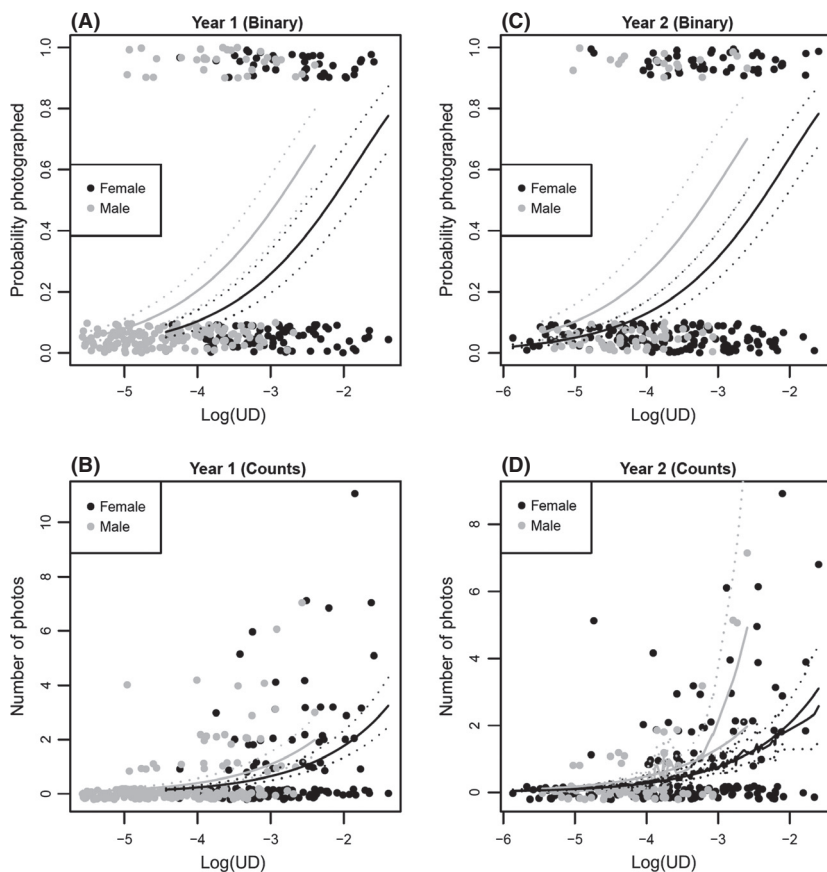 (A) Year 1 (Binary)
Probability photographed
1.0
0.8
0.6
0.4
0.2
0.0
Female
Male
−5 −4 −3 −2
Log(UD)
(C) Year 2 (Binary)
Probability photographed
1.0
0.8
0.6
0.4
0.2
0.0
Female
Male
−6 −5 −4 −3 −2
Log(UD)
(B) Year 1 (Counts)
Number of photos
10
8
6
4
2
0
Female
Male
−5 −4 −3 −2
Log(UD)
(D) Year 2 (Counts)
Number of photos
8
6
4
2
0
Female
Male
−6 −5 −4 −3 −2
Log(UD)